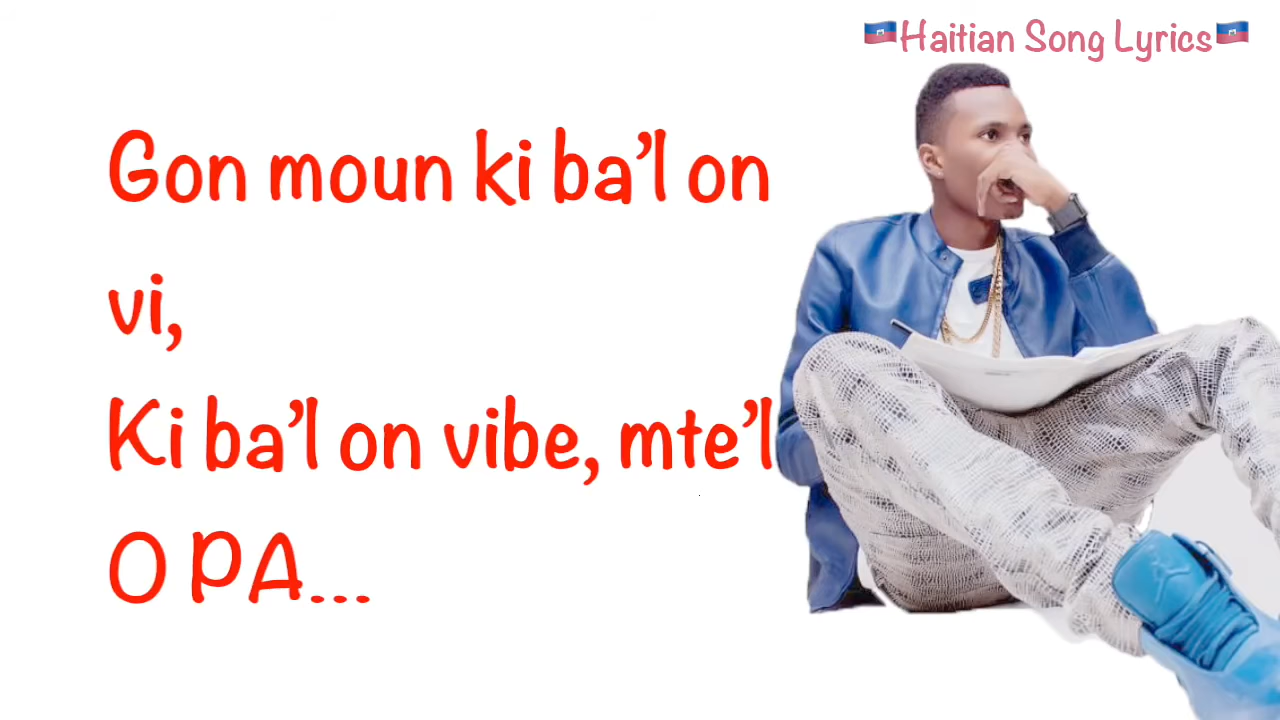 🇭🇹Haitian Song Lyrics🇭🇹
Gon moun ki ba’l on
vi,
Ki ba’l on vibe, mte’l
O PA...